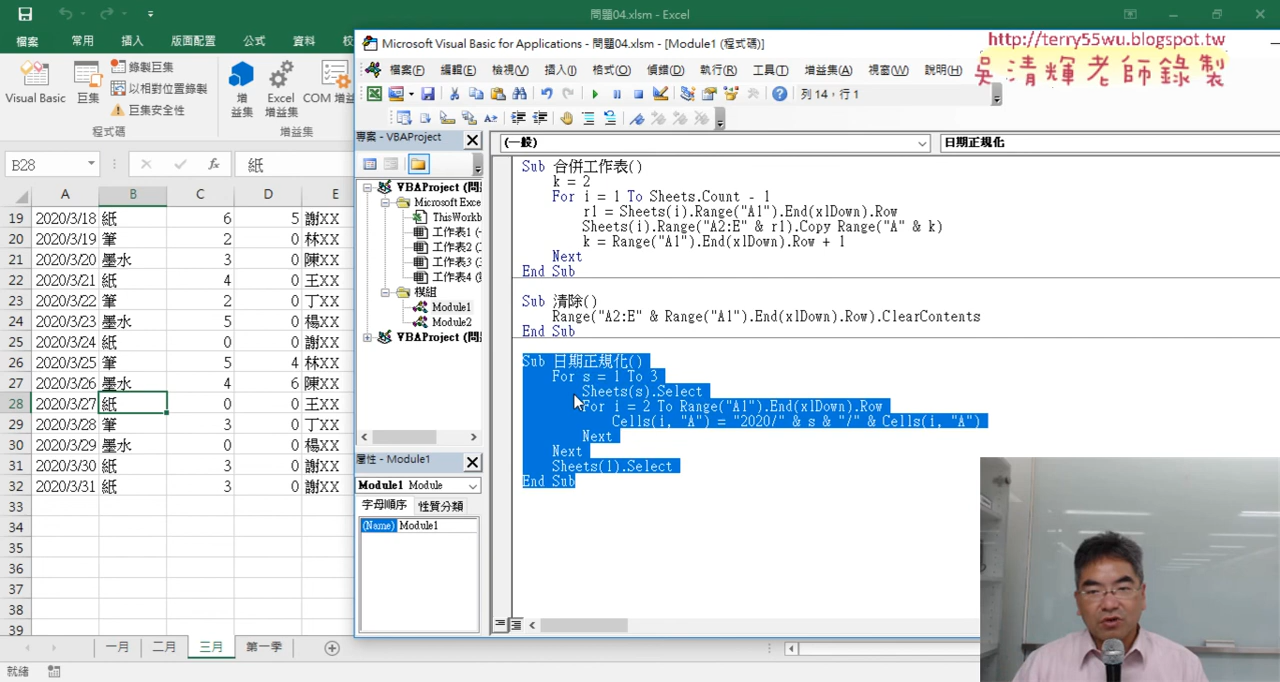 問題04.xlsm - Excel
檔案 常用 插入 版面配置 公式 資料
Visual Basic 巨集 錄製巨集 以相對位置錄製 巨集安全性
程式碼
增益集 Excel 增益集 COM 增益
增益集
B28 fx 紙
A B C D E
19 2020/3/18 紙 6 5 謝XX
20 2020/3/19 筆 2 0 林XX
21 2020/3/20 墨水 3 0 陳XX
22 2020/3/21 紙 4 0 王XX
23 2020/3/22 筆 2 0 丁XX
24 2020/3/23 墨水 5 0 楊XX
25 2020/3/24 紙 0 0 謝XX
26 2020/3/25 筆 5 4 林XX
27 2020/3/26 墨水 4 6 陳XX
28 2020/3/27 紙 0 0 王XX
29 2020/3/28 筆 3 0 丁XX
30 2020/3/29 墨水 0 0 楊XX
31 2020/3/30 紙 3 0 謝XX
32 2020/3/31 紙 3 0 謝XX
33
34
35
36
37
38
39
一月 二月 三月 第一季
就緒
Microsoft Visual Basic for Applications - 問題04.xlsm - [Module1 (程式碼)]
http://terry55wu.blogspot.tw
吳清輝老師錄製
檔案(F) 編輯(E) 檢視(V) 插入(I) 格式(O) 偵錯(D) 執行(R) 工具(T) 增益集(A) 視窗(W) 說明(H)
列 14，行 1
專案 - VBAProject
VBAProject (問
Microsoft Exce
ThisWorkb
工作表1 (
工作表2 (
工作表3 (
工作表4 (
模組
Module1
Module2
VBAProject (問
屬性 - Module1
Module1 Module
字母順序 性質分類
(Name) Module1
(一般) 日期正規化
Sub 合併工作表()
k = 2
For i = 1 To Sheets.Count - 1
r1 = Sheets(i).Range("A1").End(xlDown).Row
Sheets(i).Range("A2:E" & r1).Copy Range("A" & k)
k = Range("A1").End(xlDown).Row + 1
Next
End Sub
Sub 清除()
Range("A2:E" & Range("A1").End(xlDown).Row).ClearContents
End Sub
Sub 日期正規化()
For s = 1 To 3
Sheets(s).Select
For i = 2 To Range("A1").End(xlDown).Row
Cells(i, "A") = "2020/" & s & "/" & Cells(i, "A")
Next
Next
Sheets(1).Select
End Sub